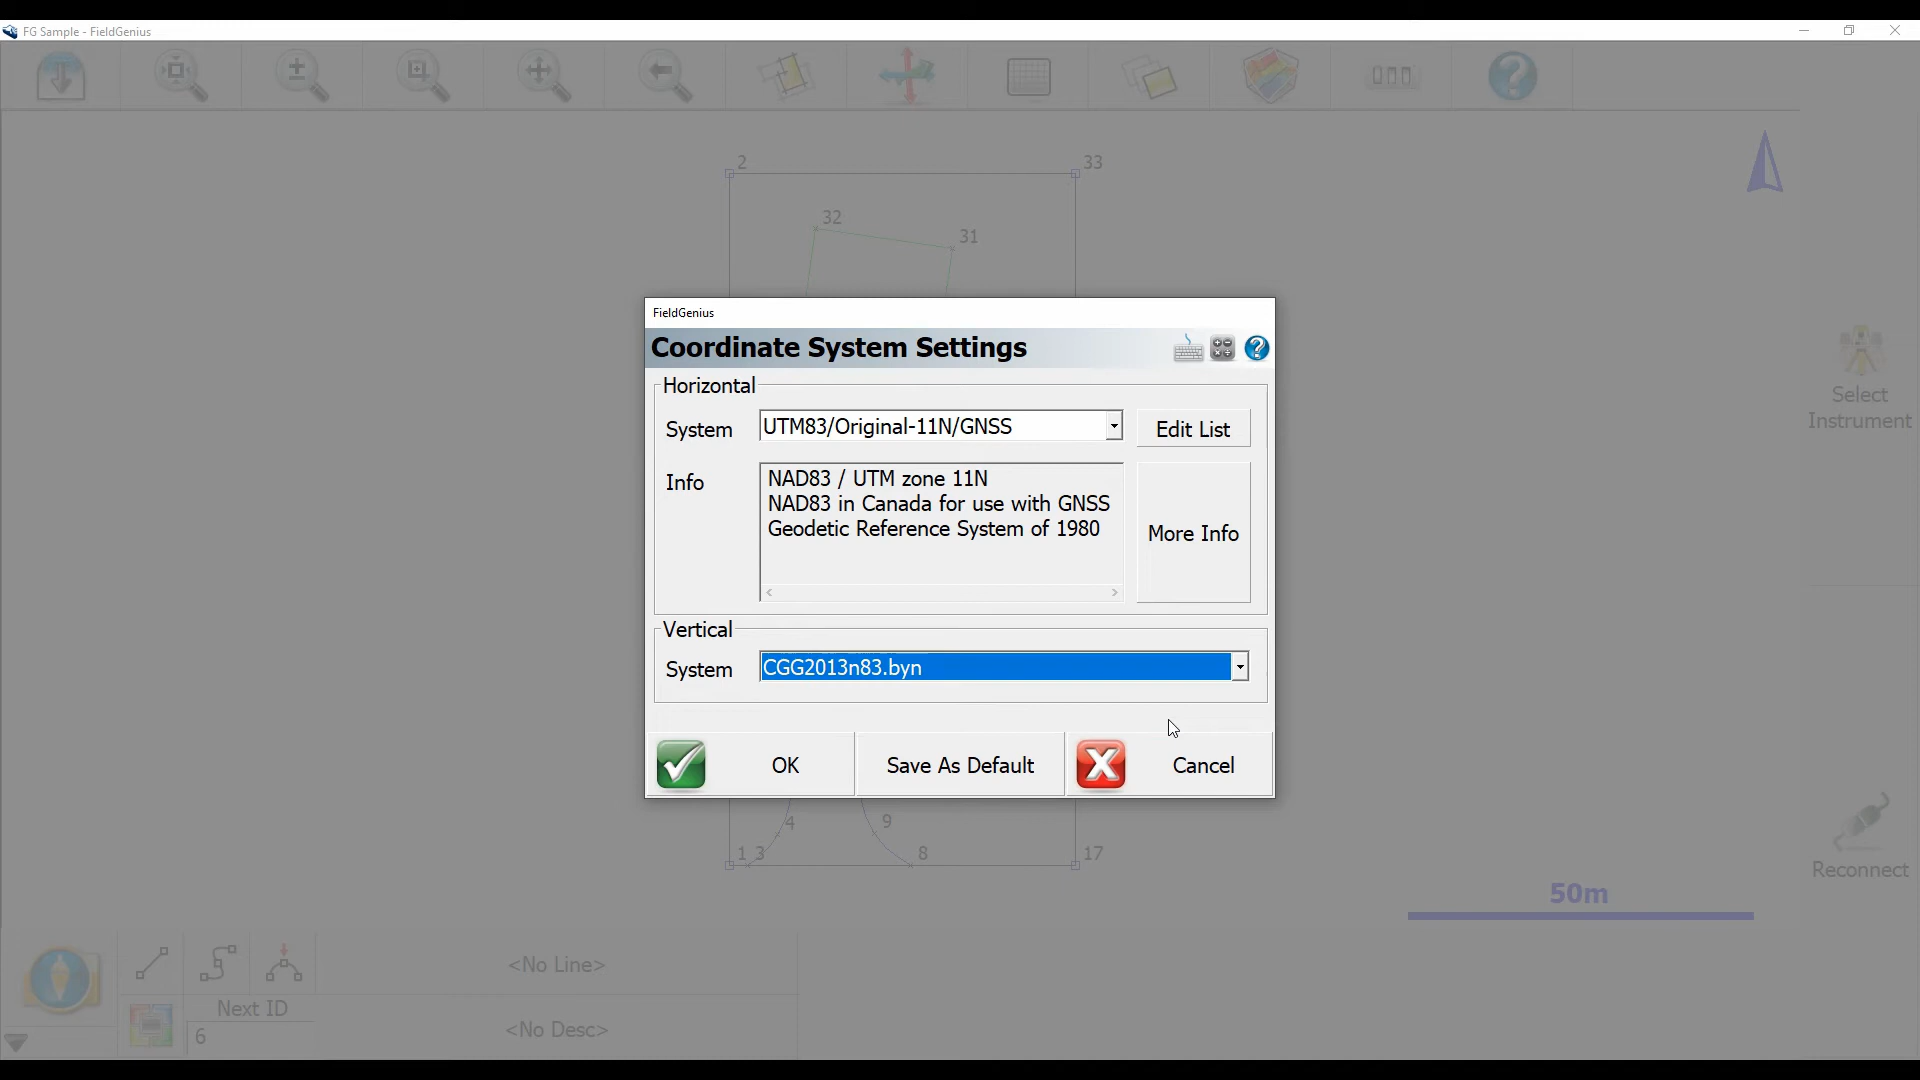 FG Sample - FieldGenius
2
33
32
31
Select
Instrument
FieldGenius
Coordinate System Settings
Horizontal
System UTM83/Original-11N/GNSS Edit List
Info
NAD83 / UTM zone 11N
NAD83 in Canada for use with GNSS
Geodetic Reference System of 1980
More Info
Vertical
System CGG2013n83.byn
OK Save As Default Cancel
4
9
1 3
8
17
Reconnect
50m
<No Line>
Next ID
6
<No Desc>